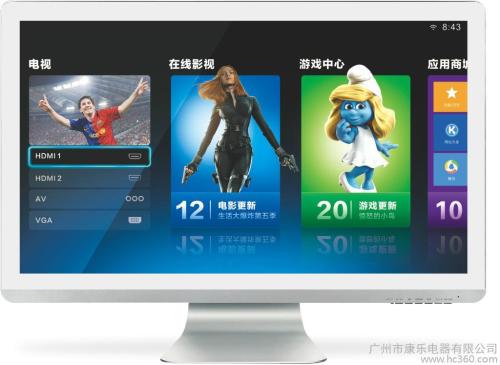 8:43
电视
在线影视
游戏中心
应用商城
HDMI 1
HDMI 2
AV
VGA
12
电影更新
生活大爆炸第五季
20
游戏更新
愤怒的小鸟
10
广州市康乐电器有限公司
www.hc360.com